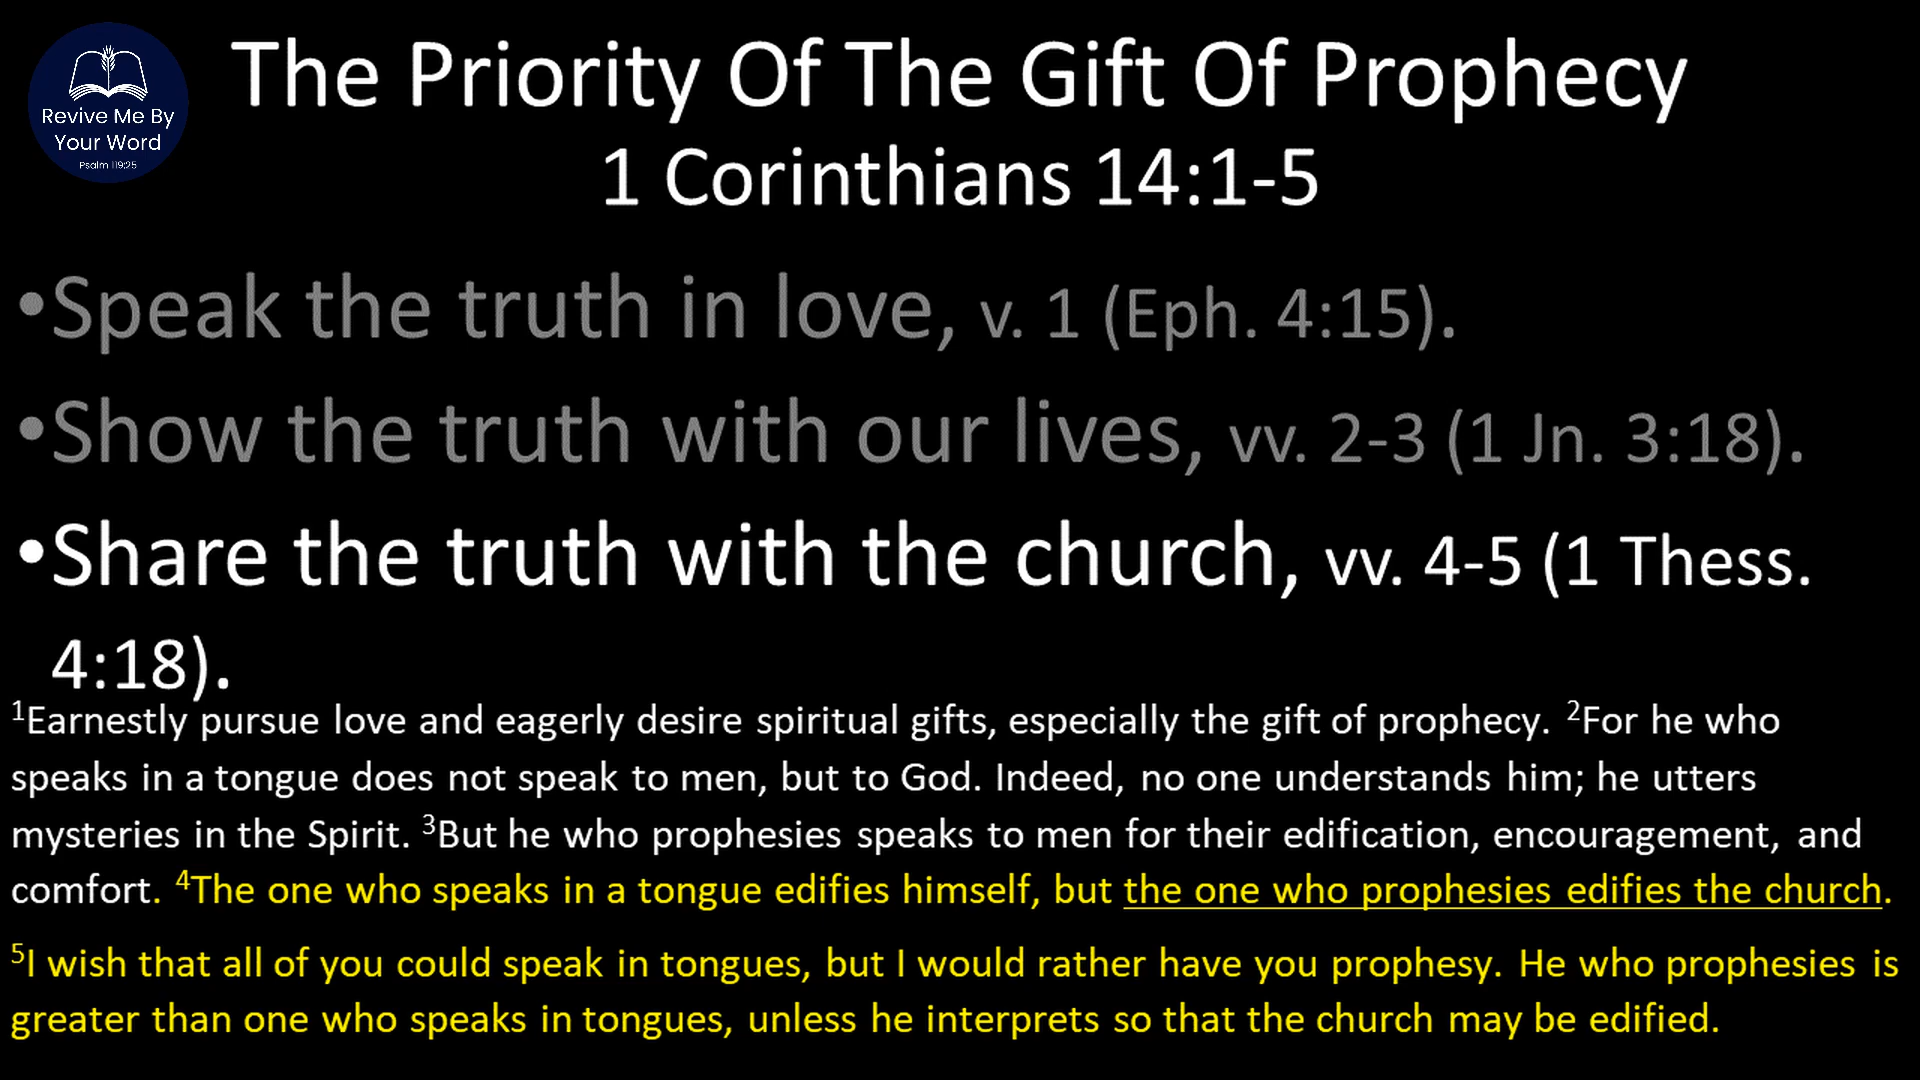 Revive Me By
Your Word
Psalm 119:25
The Priority Of The Gift Of Prophecy
1 Corinthians 14:1-5
•Speak the truth in love, v. 1 (Eph. 4:15).
•Show the truth with our lives, vv. 2-3 (1 Jn. 3:18).
•Share the truth with the church, vv. 4-5 (1 Thess.
4:18).
¹Earnestly pursue love and eagerly desire spiritual gifts, especially the gift of prophecy. ²For he who
speaks in a tongue does not speak to men, but to God. Indeed, no one understands him; he utters
mysteries in the Spirit. ³But he who prophesies speaks to men for their edification, encouragement, and
comfort. ⁴The one who speaks in a tongue edifies himself, but the one who prophesies edifies the church.
⁵I wish that all of you could speak in tongues, but I would rather have you prophesy. He who prophesies is
greater than one who speaks in tongues, unless he interprets so that the church may be edified.